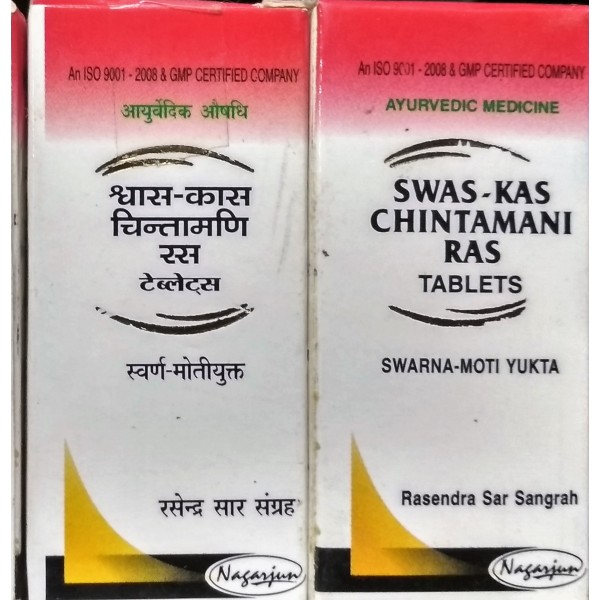 An ISO 9001 - 2008 & GMP CERTIFIED COMPANY
आयुर्वेदिक औषधि
श्वास-कास
चिन्तामणि
रस
टेब्लेट्स
स्वर्ण-मोतीयुक्त
रसेन्द्र सार संग्रह
Nagarjun
An ISO 9001 - 2008 & GMP CERTIFIED COMPANY
AYURVEDIC MEDICINE
SWAS-KAS
CHINTAMANI
RAS
TABLETS
SWARNA-MOTI YUKTA
Rasendra Sar Sangrah
Nagarjun